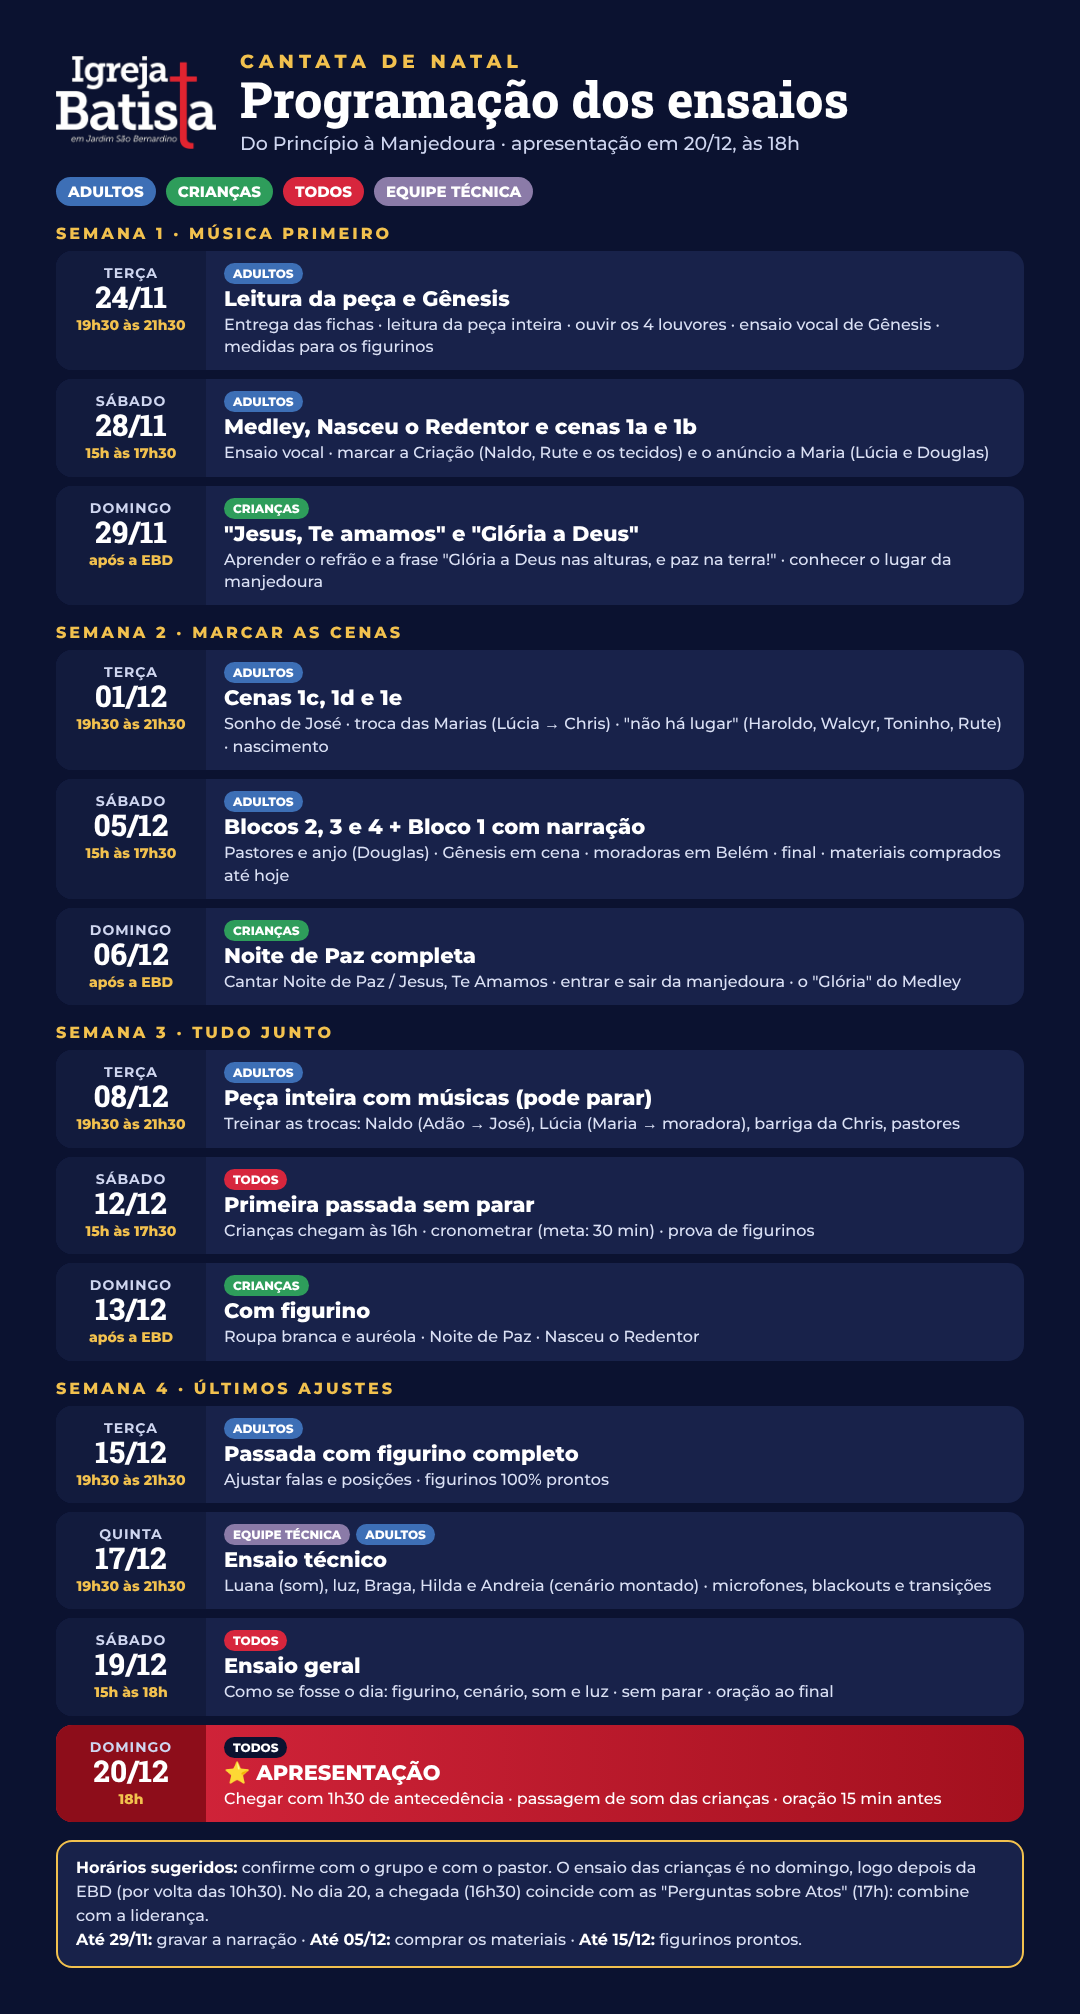 Igreja
Batista
em Jardim São Bernardino
CANTATA DE NATAL
Programação dos ensaios
Do Princípio à Manjedoura · apresentação em 20/12, às 18h
ADULTOS CRIANÇAS TODOS EQUIPE TÉCNICA
SEMANA 1 · MÚSICA PRIMEIRO
TERÇA
24/11
19h30 às 21h30
ADULTOS
Leitura da peça e Gênesis
Entrega das fichas · leitura da peça inteira · ouvir os 4 louvores · ensaio vocal de Gênesis ·
medidas para os figurinos
SÁBADO
28/11
15h às 17h30
ADULTOS
Medley, Nasceu o Redentor e cenas 1a e 1b
Ensaio vocal · marcar a Criação (Naldo, Rute e os tecidos) e o anúncio a Maria (Lúcia e Douglas)
DOMINGO
29/11
após a EBD
CRIANÇAS
"Jesus, Te amamos" e "Glória a Deus"
Aprender o refrão e a frase "Glória a Deus nas alturas, e paz na terra!" · conhecer o lugar da
manjedoura
SEMANA 2 · MARCAR AS CENAS
TERÇA
01/12
19h30 às 21h30
ADULTOS
Cenas 1c, 1d e 1e
Sonho de José · troca das Marias (Lúcia → Chris) · "não há lugar" (Haroldo, Walcyr, Toninho, Rute)
· nascimento
SÁBADO
05/12
15h às 17h30
ADULTOS
Blocos 2, 3 e 4 + Bloco 1 com narração
Pastores e anjo (Douglas) · Gênesis em cena · moradoras em Belém · final · materiais comprados
até hoje
DOMINGO
06/12
após a EBD
CRIANÇAS
Noite de Paz completa
Cantar Noite de Paz / Jesus, Te Amamos · entrar e sair da manjedoura · o "Glória" do Medley
SEMANA 3 · TUDO JUNTO
TERÇA
08/12
19h30 às 21h30
ADULTOS
Peça inteira com músicas (pode parar)
Treinar as trocas: Naldo (Adão → José), Lúcia (Maria → moradora), barriga da Chris, pastores
SÁBADO
12/12
15h às 17h30
TODOS
Primeira passada sem parar
Crianças chegam às 16h · cronometrar (meta: 30 min) · prova de figurinos
DOMINGO
13/12
após a EBD
CRIANÇAS
Com figurino
Roupa branca e auréola · Noite de Paz · Nasceu o Redentor
SEMANA 4 · ÚLTIMOS AJUSTES
TERÇA
15/12
19h30 às 21h30
ADULTOS
Passada com figurino completo
Ajustar falas e posições · figurinos 100% prontos
QUINTA
17/12
19h30 às 21h30
EQUIPE TÉCNICA ADULTOS
Ensaio técnico
Luana (som), luz, Braga, Hilda e Andreia (cenário montado) · microfones, blackouts e transições
SÁBADO
19/12
15h às 18h
TODOS
Ensaio geral
Como se fosse o dia: figurino, cenário, som e luz · sem parar · oração ao final
DOMINGO
20/12
18h
TODOS
⭐ APRESENTAÇÃO
Chegar com 1h30 de antecedência · passagem de som das crianças · oração 15 min antes
Horários sugeridos: confirme com o grupo e com o pastor. O ensaio das crianças é no domingo, logo depois da
EBD (por volta das 10h30). No dia 20, a chegada (16h30) coincide com as "Perguntas sobre Atos" (17h): combine
com a liderança.
Até 29/11: gravar a narração · Até 05/12: comprar os materiais · Até 15/12: figurinos prontos.